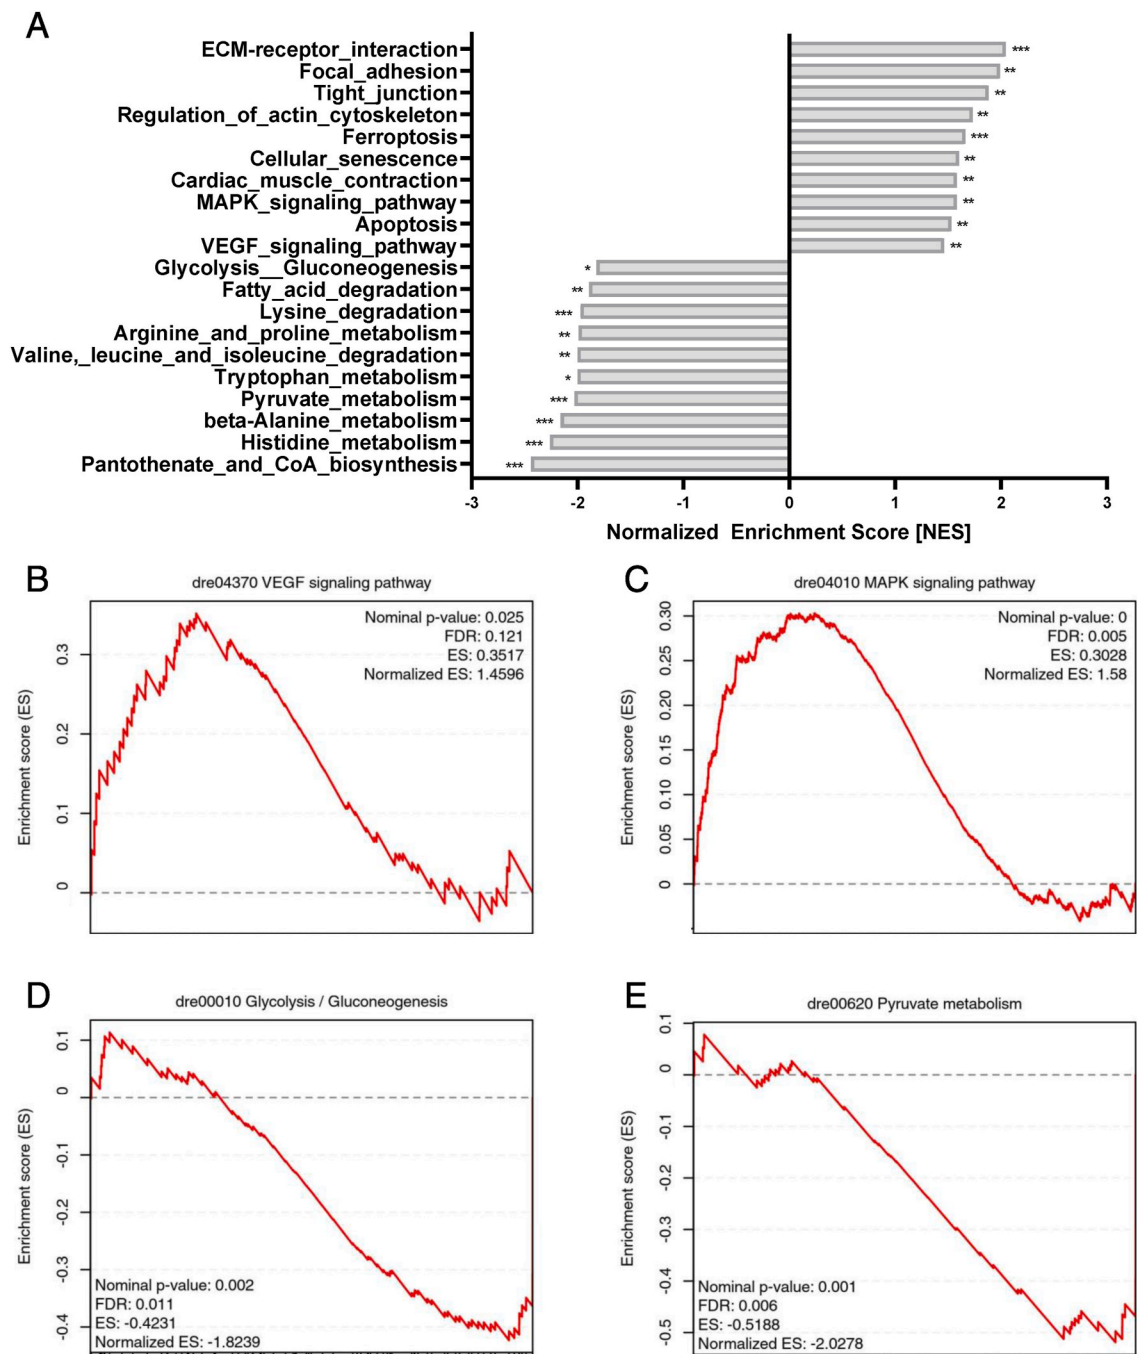 A
ECM-receptor_interaction ***
Focal_adhesion **
Tight_junction **
Regulation_of_actin_cytoskeleton **
Ferroptosis ***
Cellular_senescence **
Cardiac_muscle_contraction **
MAPK_signaling_pathway **
Apoptosis **
VEGF_signaling_pathway **
Glycolysis__Gluconeogenesis *
Fatty_acid_degradation **
Lysine_degradation ***
Arginine_and_proline_metabolism **
Valine,_leucine_and_isoleucine_degradation **
Tryptophan_metabolism *
Pyruvate_metabolism ***
beta-Alanine_metabolism ***
Histidine_metabolism ***
Pantothenate_and_CoA_biosynthesis ***
-3 -2 -1 0 1 2 3
Normalized Enrichment Score [NES]
B
dre04370 VEGF signaling pathway
Nominal p-value: 0.025
FDR: 0.121
ES: 0.3517
Normalized ES: 1.4596
Enrichment score (ES)
0.3
0.2
0.1
0
C
dre04010 MAPK signaling pathway
Nominal p-value: 0
FDR: 0.005
ES: 0.3028
Normalized ES: 1.58
Enrichment score (ES)
0.30
0.25
0.20
0.15
0.10
0.05
0
D
dre00010 Glycolysis / Gluconeogenesis
Enrichment score (ES)
0.1
0
-0.1
-0.2
-0.3
-0.4
Nominal p-value: 0.002
FDR: 0.011
ES: -0.4231
Normalized ES: -1.8239
E
dre00620 Pyruvate metabolism
Enrichment score (ES)
0.1
0
-0.1
-0.2
-0.3
-0.4
-0.5
Nominal p-value: 0.001
FDR: 0.006
ES: -0.5188
Normalized ES: -2.0278